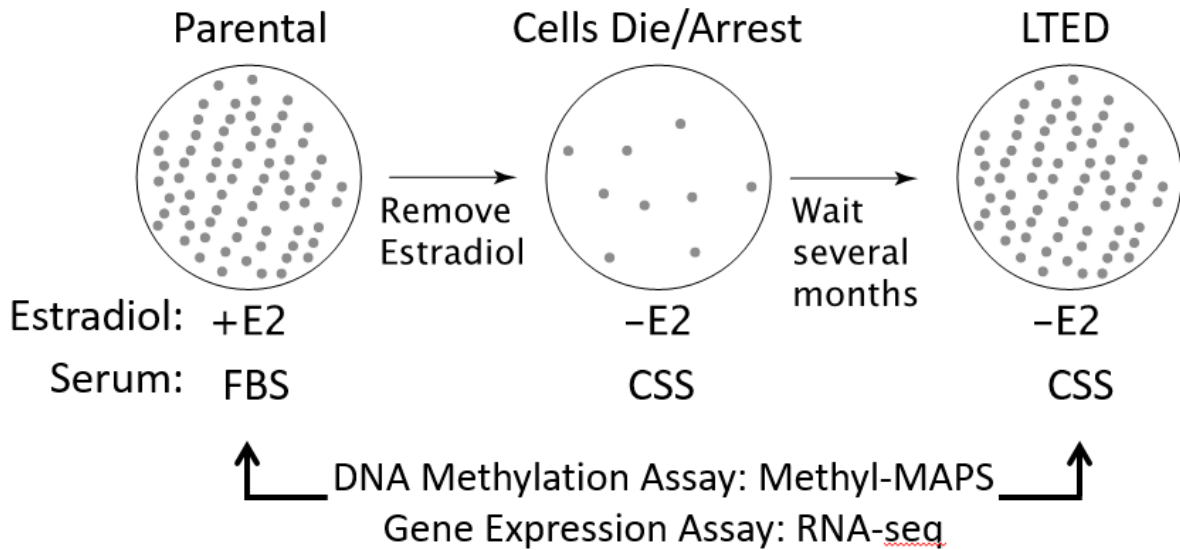 Parental
Cells Die/Arrest
LTED
Remove
Estradiol
Wait
several
months
Estradiol: +E2 −E2 −E2
Serum: FBS CSS CSS
DNA Methylation Assay: Methyl-MAPS
Gene Expression Assay: RNA-seq